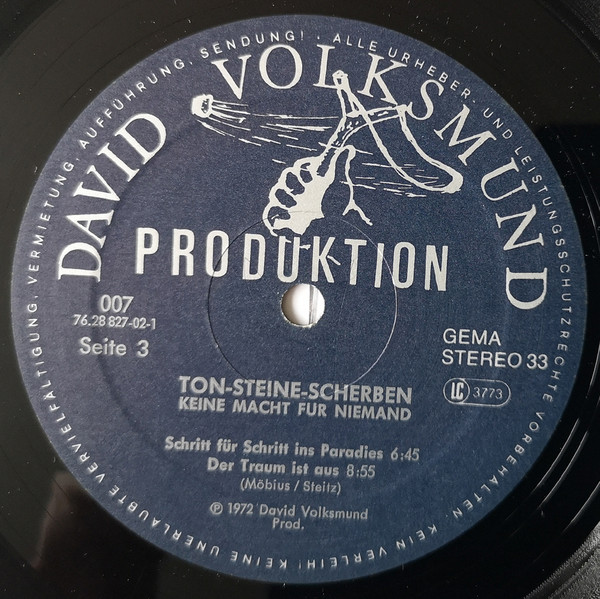 DAVID VOLKSMUND
PRODUKTION
007
76.28 827-02-1
Seite 3
GEMA
STEREO 33
LC 3773
TON-STEINE-SCHERBEN
KEINE MACHT FÜR NIEMAND
Schritt für Schritt ins Paradies 6:45
Der Traum ist aus 8:55
(Möbius/Steitz)
℗ 1972 David Volksmund
Prod.
ALLE URHEBER- UND LEISTUNGSSCHUTZRECHTE VORBEHALTEN! KEIN VERLEIH! KEINE UNERLAUBTE VERVIELFÄLTIGUNG, VERMIETUNG, AUFFÜHRUNG, SENDUNG!